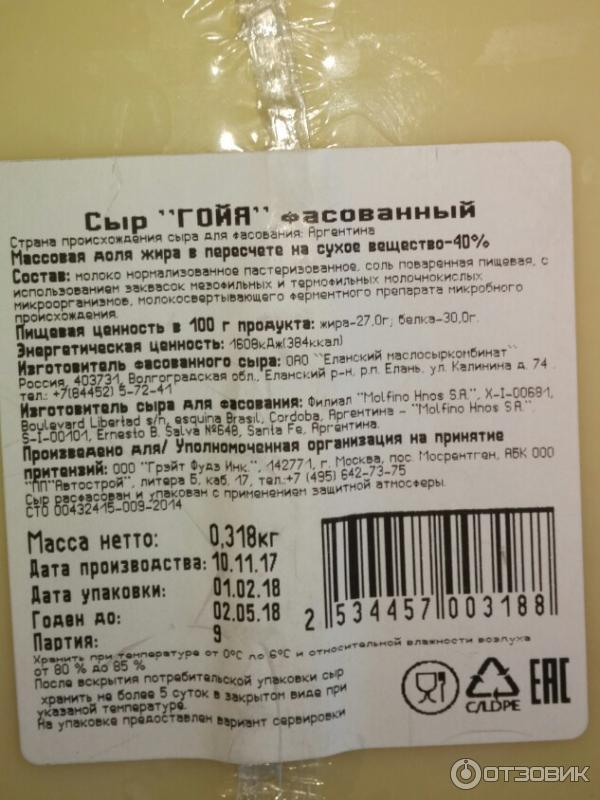 Сыр "ГОЙЯ" фасованный
Страна происхождения сыра для фасования: Аргентина
Массовая доля жира в пересчете на сухое вещество-40%
Состав: молоко нормализованное пастеризованное, соль поваренная пищевая, с
использованием заквасок мезофильных и термофильных молочнокислых
микроорганизмов, молокосвертывающего ферментного препарата микробного
происхождения.
Пищевая ценность в 100 г продукта: жира-27,0г; белка-30,0г.
Энергетическая ценность: 1608кДж(384ккал)
Изготовитель фасованного сыра: ОАО "Еланский маслосыркомбинат"
Россия, 403731, Волгоградская обл., Еланский р-н, р.п. Елань, ул. Калинина д. 74
тел.: +7(84452) 5-72-41
Изготовитель сыра для фасования: Филиал "Molfino Hnos S.A.", X-I-00681,
Boulevard Libertad s/n, esquina Brasil, Cordoba, Аргентина - "Molfino Hnos S.A.",
S-I-00101, Ernesto B. Salva №648, Santa Fe, Аргентина.
Произведено для/ Уполномоченная организация на принятие
притензий: ООО "Грэйт Фудз Инк.", 142771, г. Москва, пос. Мосрентген, АБК ООО
"ПП"Автострой", литера Б, каб. 17, тел.:+7 (495) 642-73-75
Сыр расфасован и упакован с применением защитной атмосферы.
СТО 00432415-009-2014
Масса нетто: 0,318кг
Дата производства: 10.11.17
Дата упаковки: 01.02.18
Годен до: 02.05.18
Партия: 9
2 534457 003188
Хранить при температуре от 0°С до 6°С и относительной влажности воздуха
от 80 % до 85 %
После вскрытия потребительской упаковки сыр
хранить не более 5 суток в закрытом виде при
указаной температуре.
На упаковке предоставлен вариант сервировки
C/LDPE
EAC
ОТЗОВИК